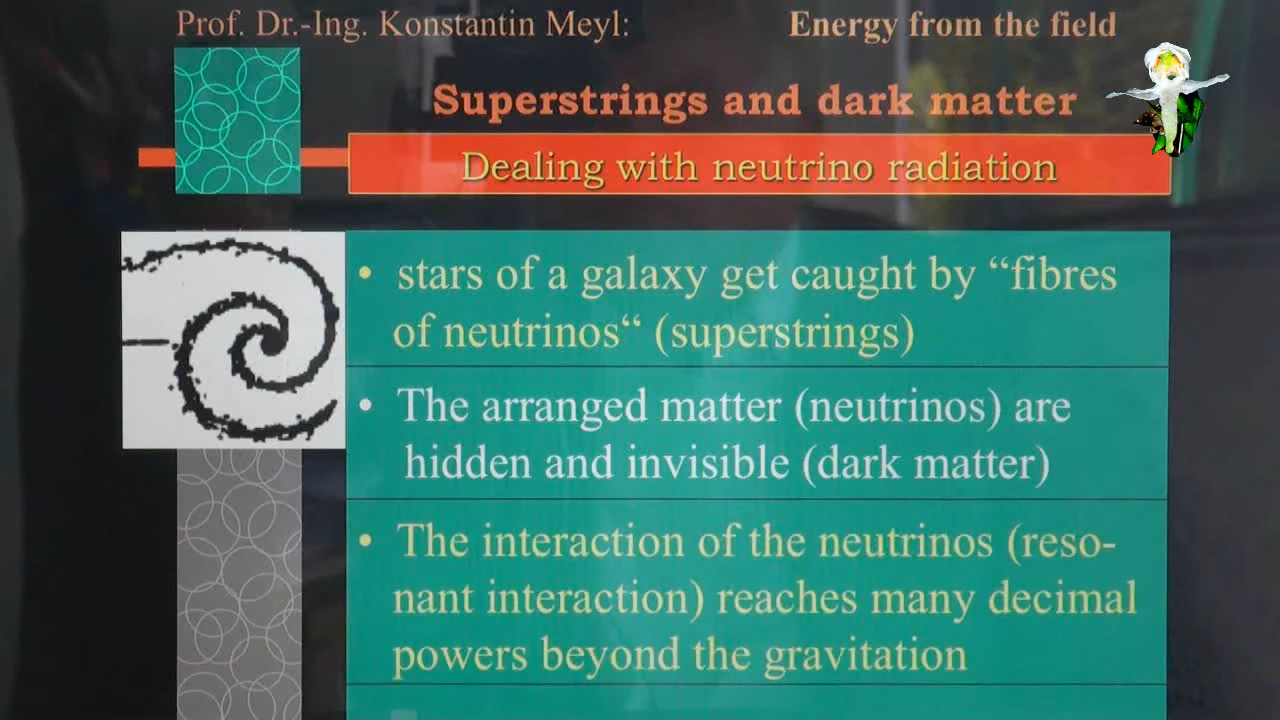 Prof. Dr.-Ing. Konstantin Meyl: Energy from the field
Superstrings and dark matter
Dealing with neutrino radiation
• stars of a galaxy get caught by “fibres
of neutrinos“ (superstrings)
• The arranged matter (neutrinos) are
hidden and invisible (dark matter)
• The interaction of the neutrinos (reso-
nant interaction) reaches many decimal
powers beyond the gravitation